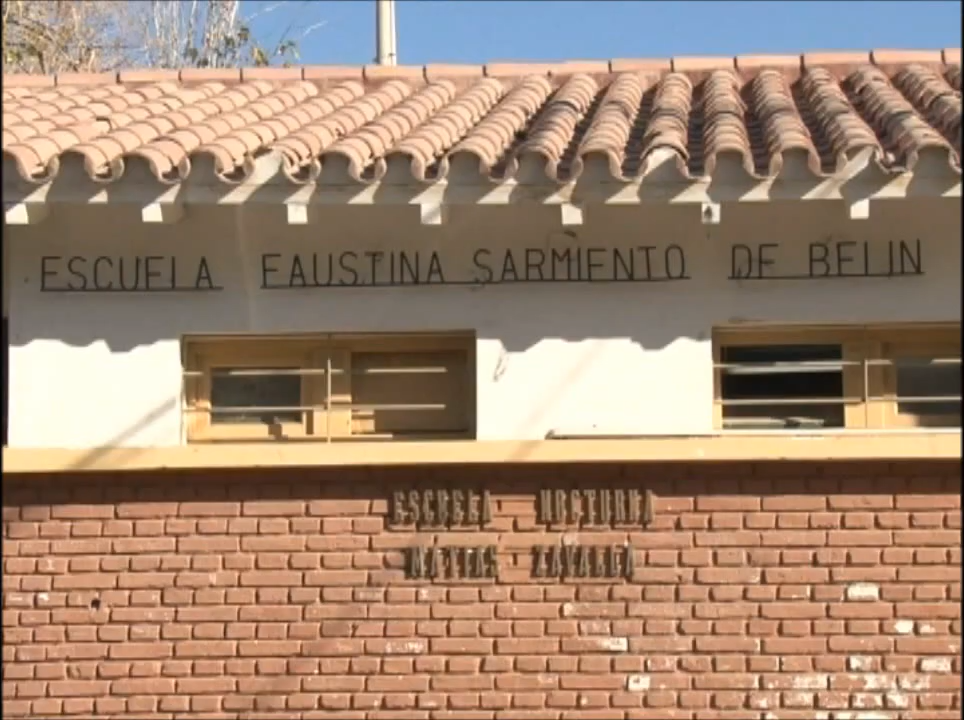 ESCUELA FAUSTINA SARMIENTO DE BELIN
ESCUELA NOCTURNA
MATIAS ZAVALLA